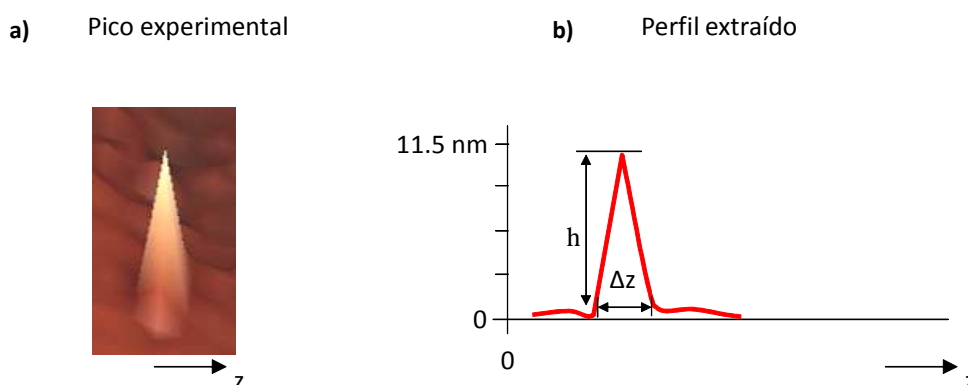 a) Pico experimental
b) Perfil extraído
11.5 nm
h
Δz
0
0
z